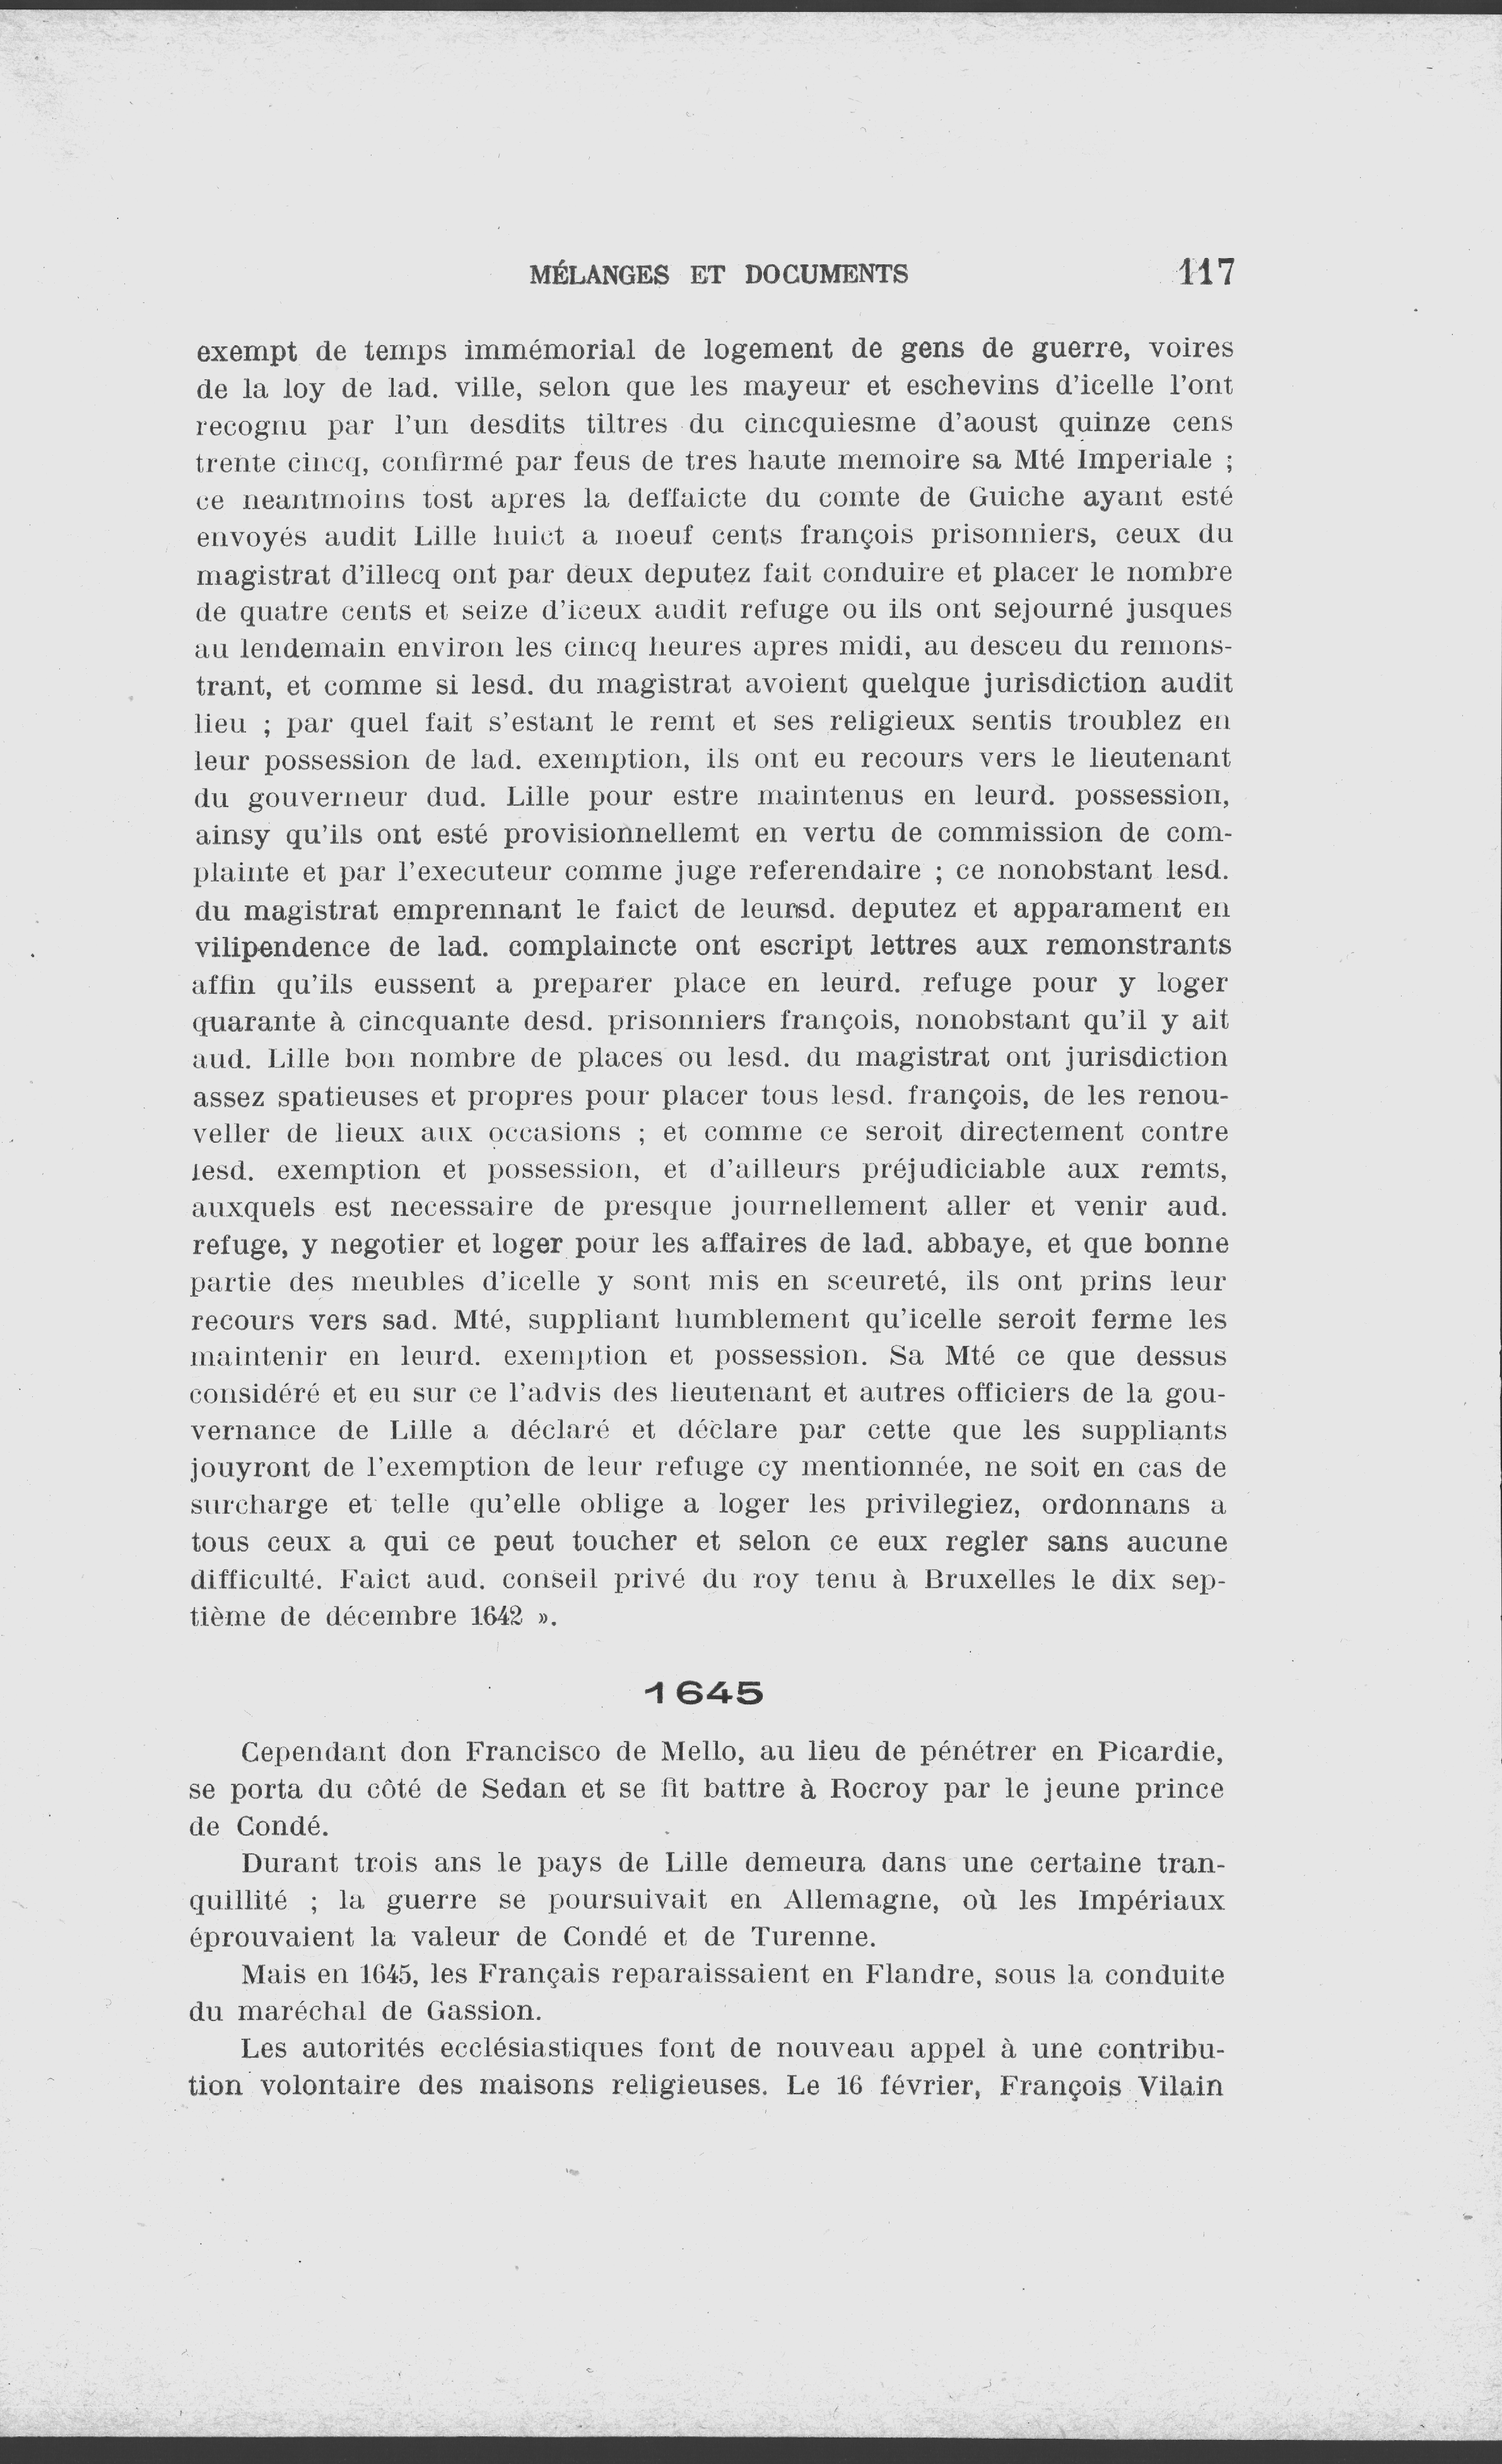 MÉLANGES ET DOCUMENTS 117
exempt de temps immémorial de logement de gens de guerre, voires
de la loy de lad. ville, selon que les mayeur et eschevins d'icelle l'ont
recognu par l'un desdits tiltres du cincquiesme d'aoust quinze cens
trente cincq, confirmé par feus de tres haute memoire sa Mté Imperiale ;
ce neantmoins tost apres la deffaicte du comte de Guiche ayant esté
envoyés audit Lille huict a noeuf cents françois prisonniers, ceux du
magistrat d'illecq ont par deux deputez fait conduire et placer le nombre
de quatre cents et seize d'iceux audit refuge ou ils ont sejourné jusques
au lendemain environ les cincq heures apres midi, au desceu du remons-
trant, et comme si lesd. du magistrat avoient quelque jurisdiction audit
lieu ; par quel fait s'estant le remt et ses religieux sentis troublez en
leur possession de lad. exemption, ils ont eu recours vers le lieutenant
du gouverneur dud. Lille pour estre maintenus en leurd. possession,
ainsy qu'ils ont esté provisionnellemt en vertu de commission de com-
plainte et par l'executeur comme juge referendaire ; ce nonobstant lesd.
du magistrat emprennant le faict de leursd. deputez et apparament en
vilipendence de lad. complaincte ont escript lettres aux remonstrants
affin qu'ils eussent a preparer place en leurd. refuge pour y loger
quarante à cincquante desd. prisonniers françois, nonobstant qu'il y ait
aud. Lille bon nombre de places ou lesd. du magistrat ont jurisdiction
assez spatieuses et propres pour placer tous lesd. françois, de les renou-
veller de lieux aux occasions ; et comme ce seroit directement contre
lesd. exemption et possession, et d'ailleurs préjudiciable aux remts,
auxquels est necessaire de presque journellement aller et venir aud.
refuge, y negotier et loger pour les affaires de lad. abbaye, et que bonne
partie des meubles d'icelle y sont mis en sceureté, ils ont prins leur
recours vers sad. Mté, suppliant humblement qu'icelle seroit ferme les
maintenir en leurd. exemption et possession. Sa Mté ce que dessus
considéré et eu sur ce l'advis des lieutenant et autres officiers de la gou-
vernance de Lille a déclaré et déclare par cette que les suppliants
jouyront de l'exemption de leur refuge cy mentionnée, ne soit en cas de
surcharge et telle qu'elle oblige a loger les privilegiez, ordonnans a
tous ceux a qui ce peut toucher et selon ce eux regler sans aucune
difficulté. Faict aud. conseil privé du roy tenu à Bruxelles le dix sep-
tième de décembre 1642 ».
1645
Cependant don Francisco de Mello, au lieu de pénétrer en Picardie,
se porta du côté de Sedan et se fit battre à Rocroy par le jeune prince
de Condé.
Durant trois ans le pays de Lille demeura dans une certaine tran-
quillité ; la guerre se poursuivait en Allemagne, où les Impériaux
éprouvaient la valeur de Condé et de Turenne.
Mais en 1645, les Français reparaissaient en Flandre, sous la conduite
du maréchal de Gassion.
Les autorités ecclésiastiques font de nouveau appel à une contribu-
tion volontaire des maisons religieuses. Le 16 février, François Vilain